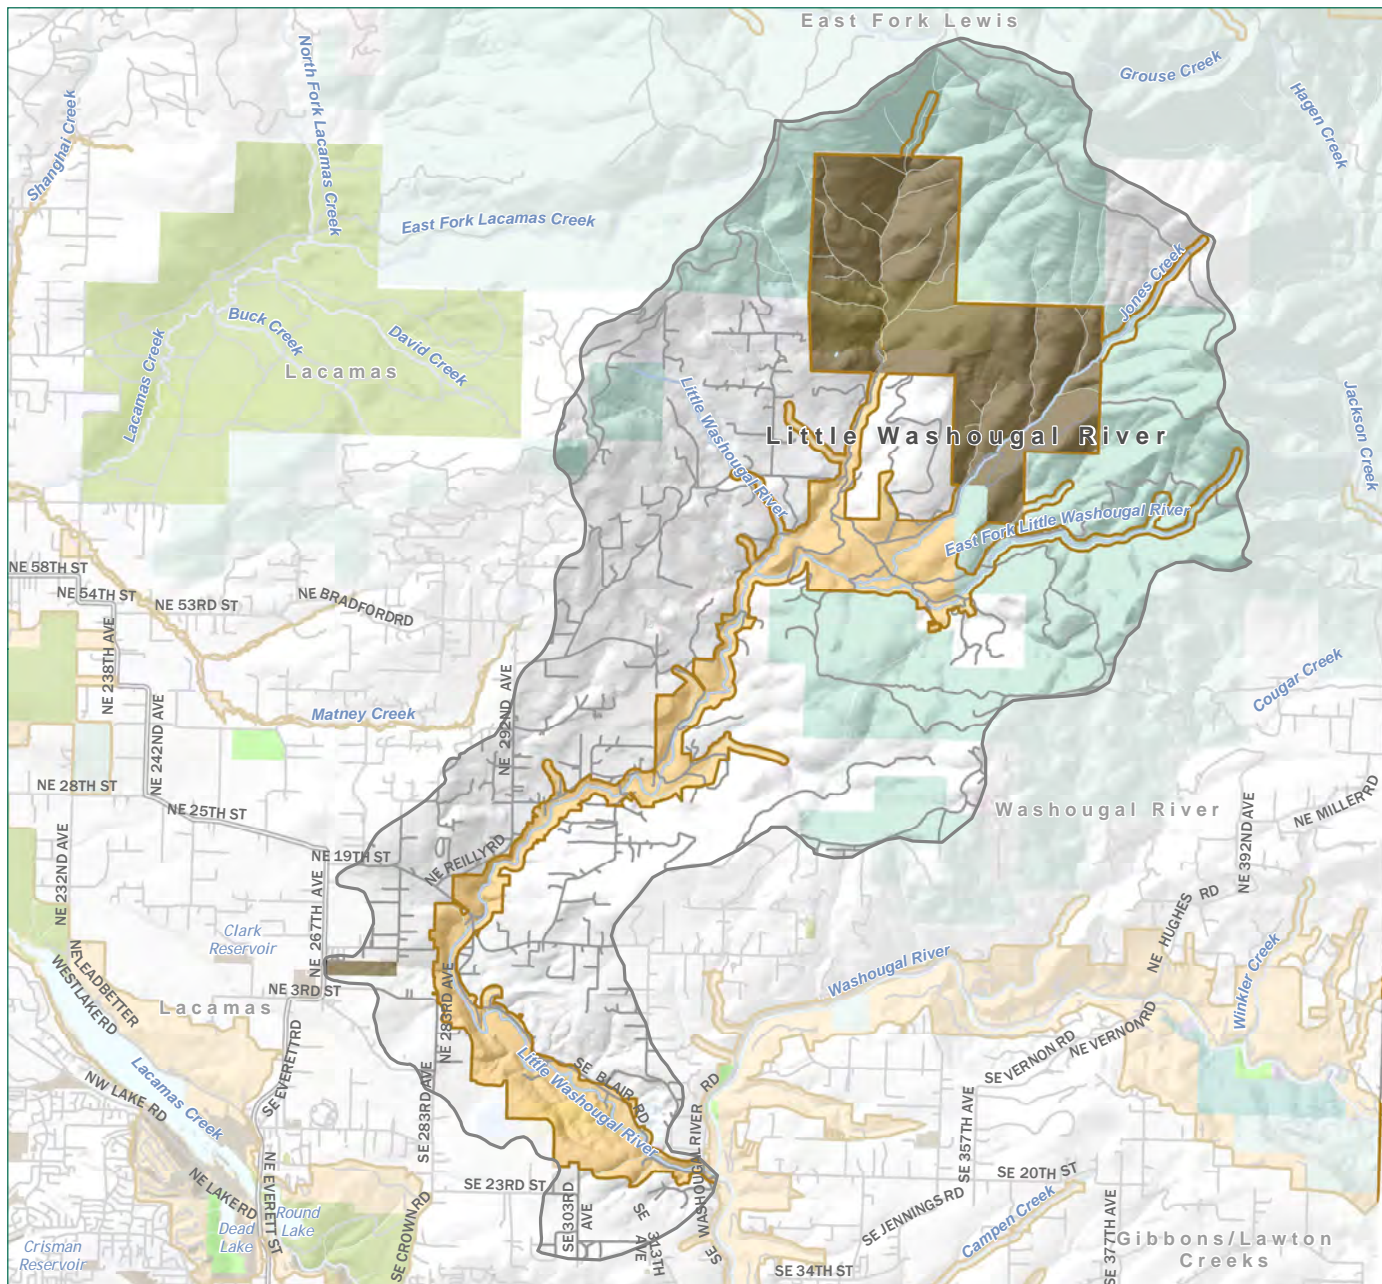 East Fork Lewis
Grouse Creek
Hagen Creek
North Fork Lacamas Creek
Shanghai Creek
East Fork Lacamas Creek
Jones Creek
Buck Creek
David Creek
Lacamas Creek
Lacamas
Little Washougal River
Little Washougal River
Jackson Creek
East Fork Little Washougal River
NE 58TH ST
NE 54TH ST
NE 53RD ST
NE BRADFORD RD
NE 238TH AVE
NE 242ND AVE
NE 292ND AVE
Matney Creek
Cougar Creek
NE 28TH ST
NE 25TH ST
Washougal River
NE MILLER RD
NE 392ND AVE
NE 232ND AVE
NE 19TH ST
NE REILLY RD
NE 267TH AVE
NE HUGHES RD
Clark
Reservoir
Washougal River
Winkler Creek
NE LEADBETTER
WEST LAKE RD
NE 3RD ST
Lacamas
NE 283RD AVE
SE EVERETT RD
Lacamas Creek
NW LAKE RD
SE BLAIR RD
Little Washougal River
SE VERNON RD
NE VERNON RD
SE 283RD AVE
SE 357TH AVE
SE WASHOUGAL RIVER RD
NE LAKE RD
NE EVERETT ST
SE 23RD ST
SE 20TH ST
SE CROWN RD
SE 303RD
AVE
SE 313TH
AVE
SE JENNINGS RD
Campen Creek
SE 377TH AVE
Round
Lake
Dead
Lake
Crisman
Reservoir
Gibbons/Lawton
Creeks
SE 34TH ST